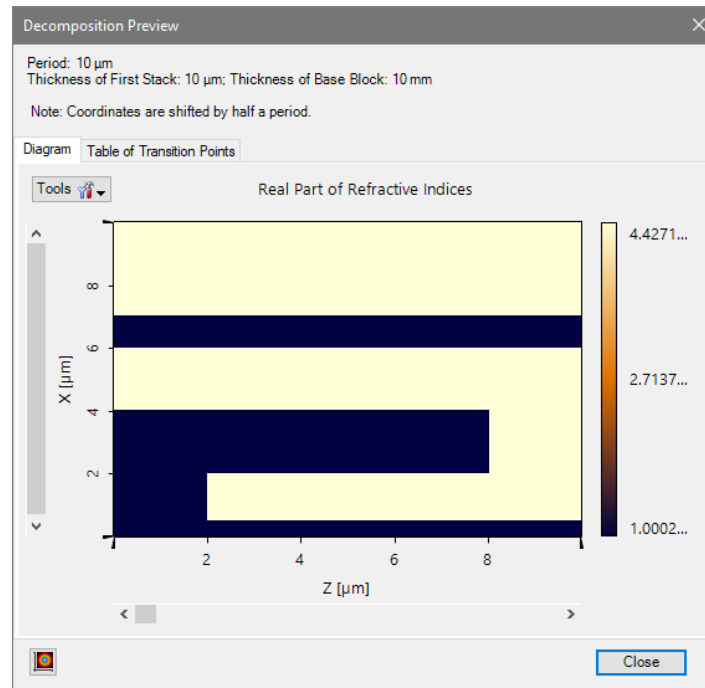 Decomposition Preview
Period: 10 µm
Thickness of First Stack: 10 µm; Thickness of Base Block: 10 mm
Note: Coordinates are shifted by half a period.
Diagram Table of Transition Points
Tools
Real Part of Refractive Indices
8
6
4
2
X [µm]
2 4 6 8
Z [µm]
4.4271...
2.7137...
1.0002...
Close